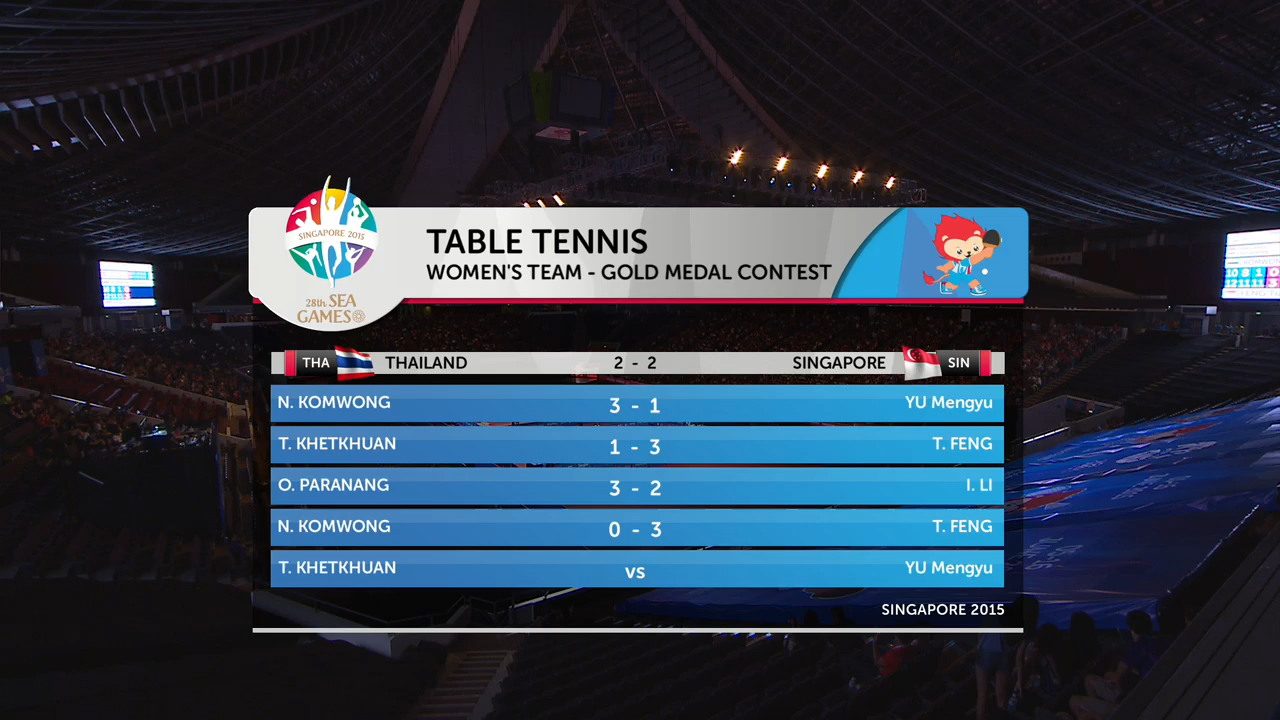 SINGAPORE 2015
28th SEA
GAMES
TABLE TENNIS
WOMEN'S TEAM - GOLD MEDAL CONTEST
THA THAILAND 2 - 2 SINGAPORE SIN
N. KOMWONG 3 - 1 YU Mengyu
T. KHETKHUAN 1 - 3 T. FENG
O. PARANANG 3 - 2 I. LI
N. KOMWONG 0 - 3 T. FENG
T. KHETKHUAN vs YU Mengyu
SINGAPORE 2015